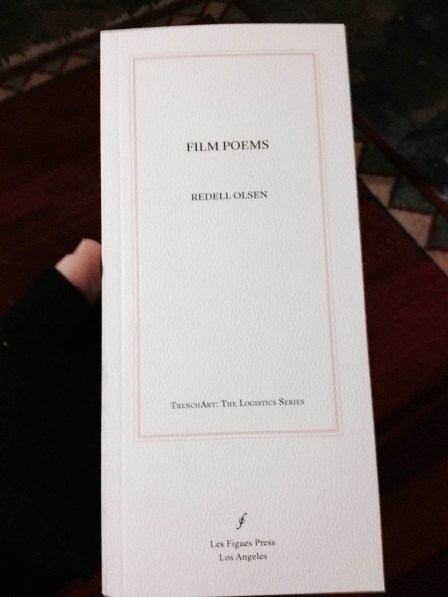 FILM POEMS
REDELL OLSEN
TrenchArt: The Logistics Series
Les Figues Press
Los Angeles